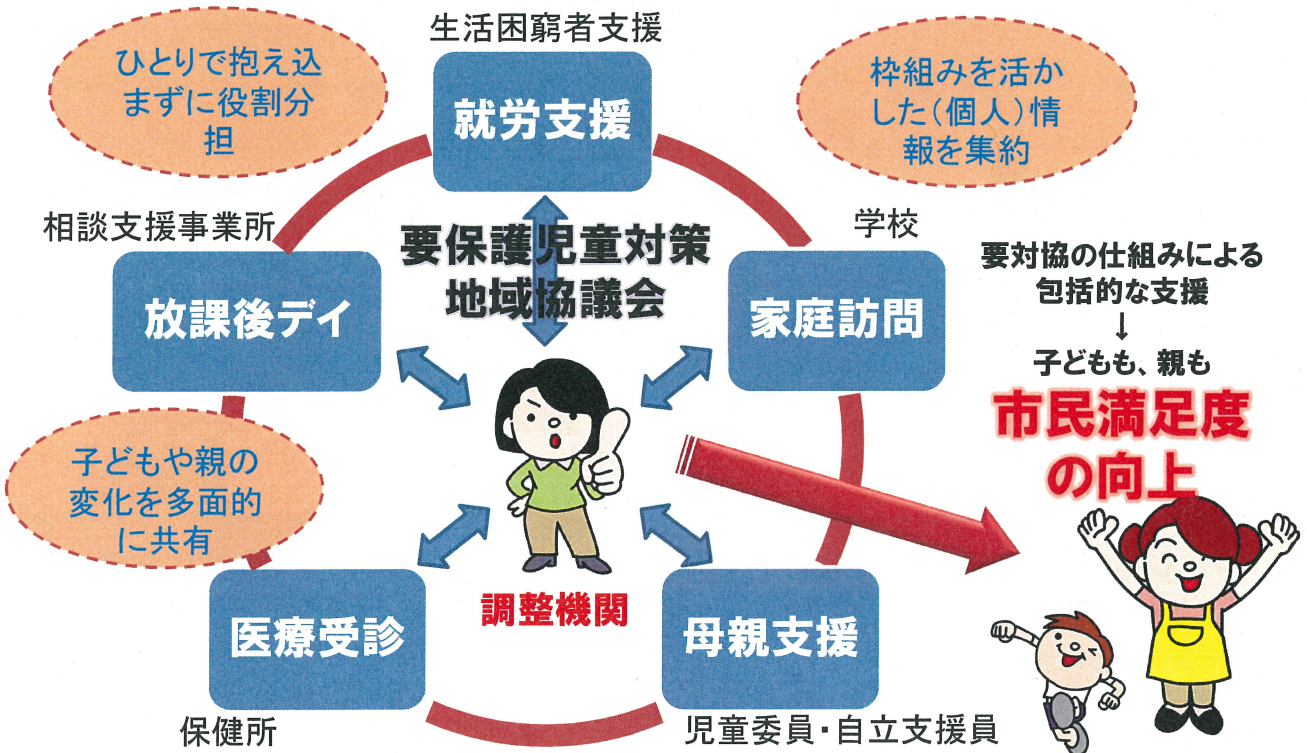 生活困窮者支援
ひとりで抱え込
まずに役割分
担
就労支援
枠組みを活か
した(個人)情
報を集約
相談支援事業所
学校
要保護児童対策
地域協議会
放課後デイ
家庭訪問
要対協の仕組みによる
包括的な支援
↓
子どもも、親も
市民満足度
の向上
子どもや親の
変化を多面的
に共有
調整機関
医療受診
母親支援
保健所
児童委員・自立支援員